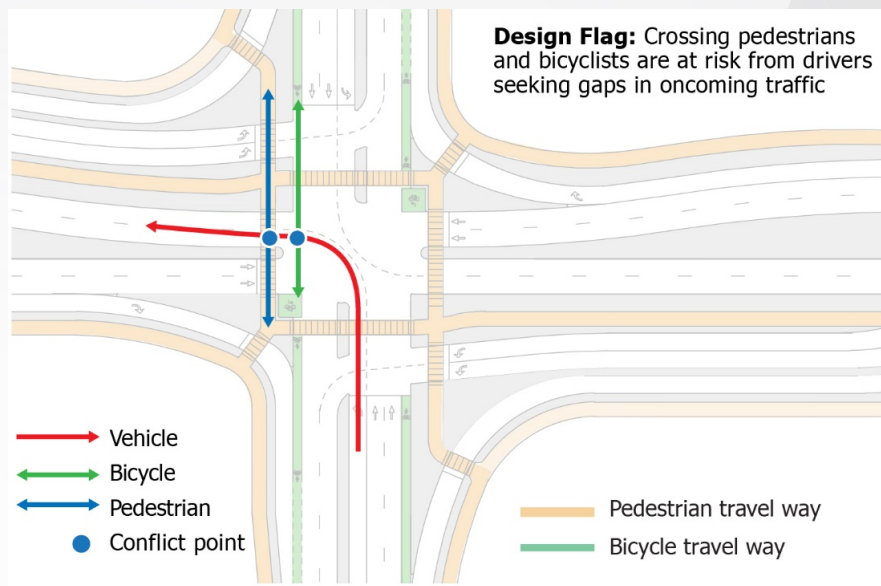 Design Flag: Crossing pedestrians
and bicyclists are at risk from drivers
seeking gaps in oncoming traffic
Vehicle
Bicycle
Pedestrian
Conflict point
Pedestrian travel way
Bicycle travel way